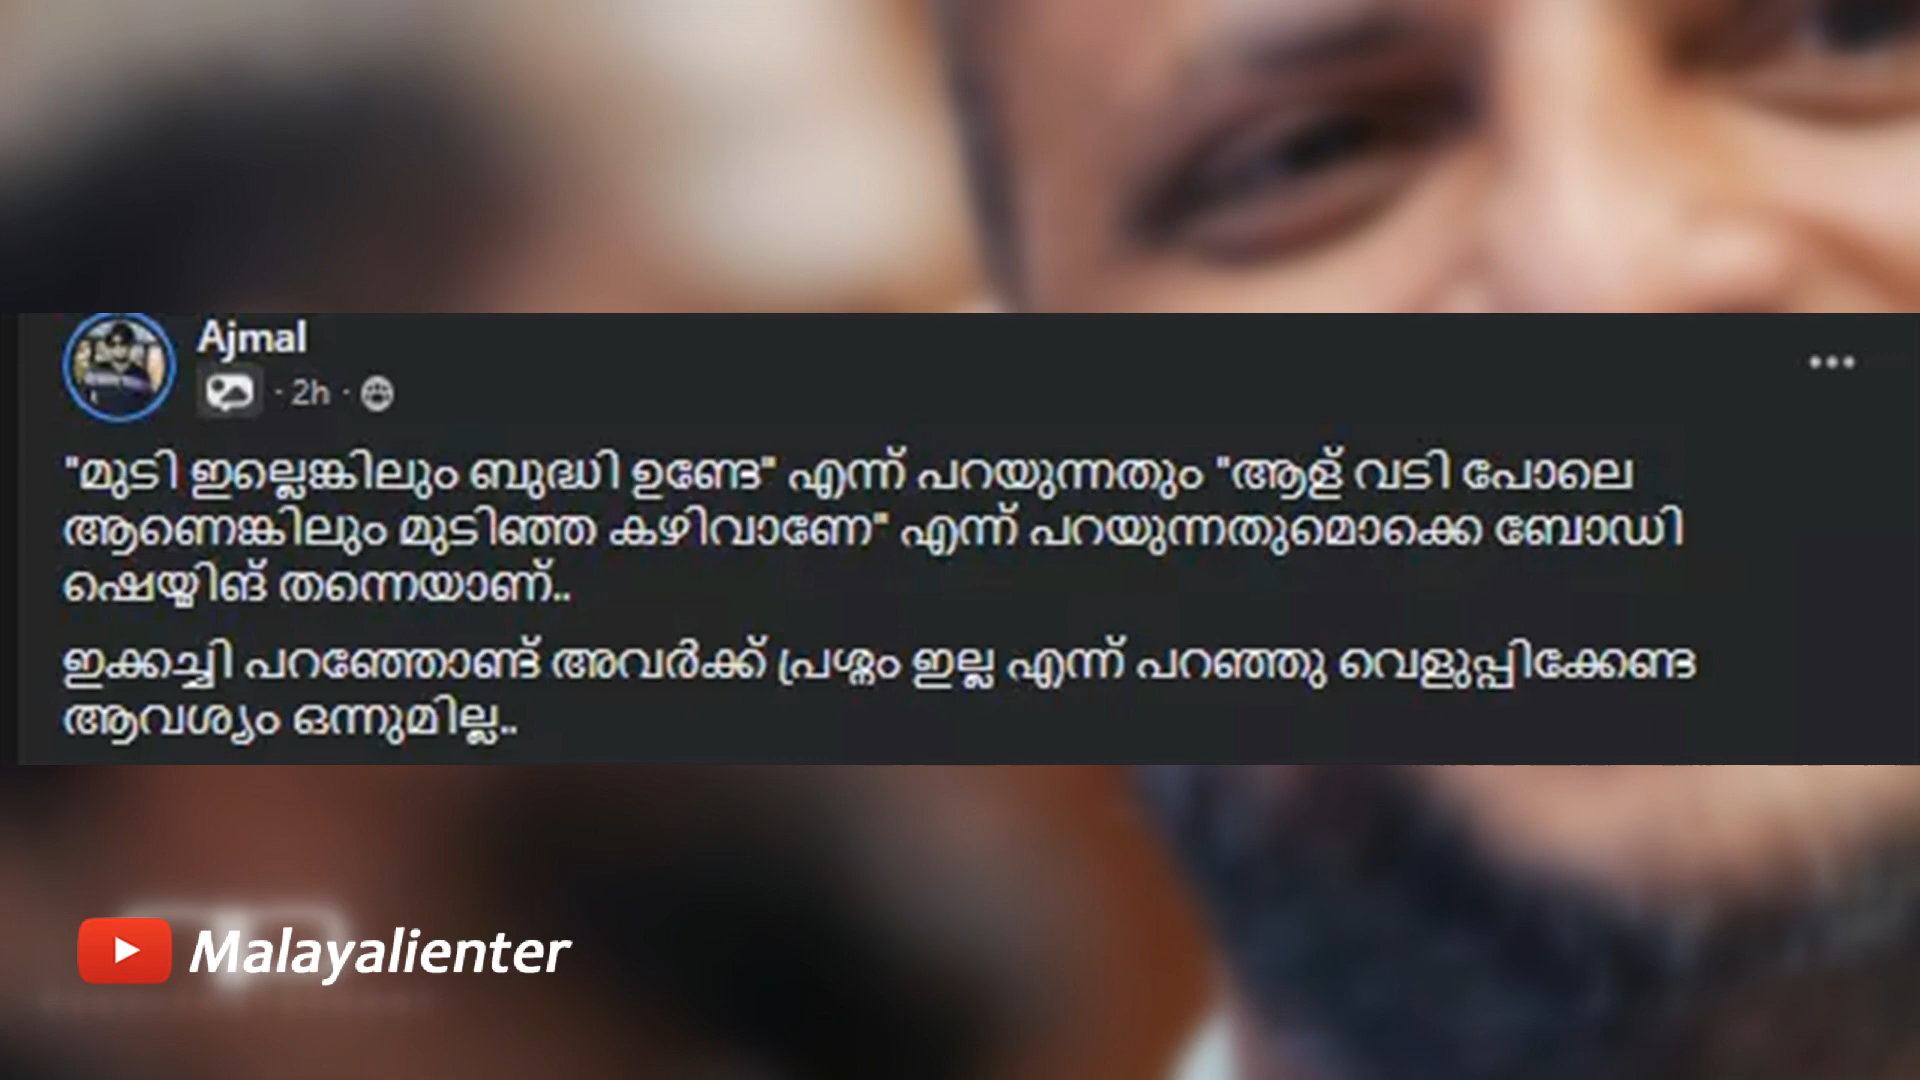 Ajmal
· 2h ·
"മുടി ഇല്ലെങ്കിലും ബുദ്ധി ഉണ്ടേ" എന്ന് പറയുന്നതും "ആള് വടി പോലെ
ആണെങ്കിലും മുടിഞ്ഞ കഴിവാണേ" എന്ന് പറയുന്നതുമൊക്കെ ബോഡി
ഷെയ്മിങ് തന്നെയാണ്..
ഇക്കച്ചി പറഞ്ഞോണ്ട് അവർക്ക് പ്രശ്നം ഇല്ല എന്ന് പറഞ്ഞു വെളുപ്പിക്കേണ്ട
ആവശ്യം ഒന്നുമില്ല..
Malayalienter